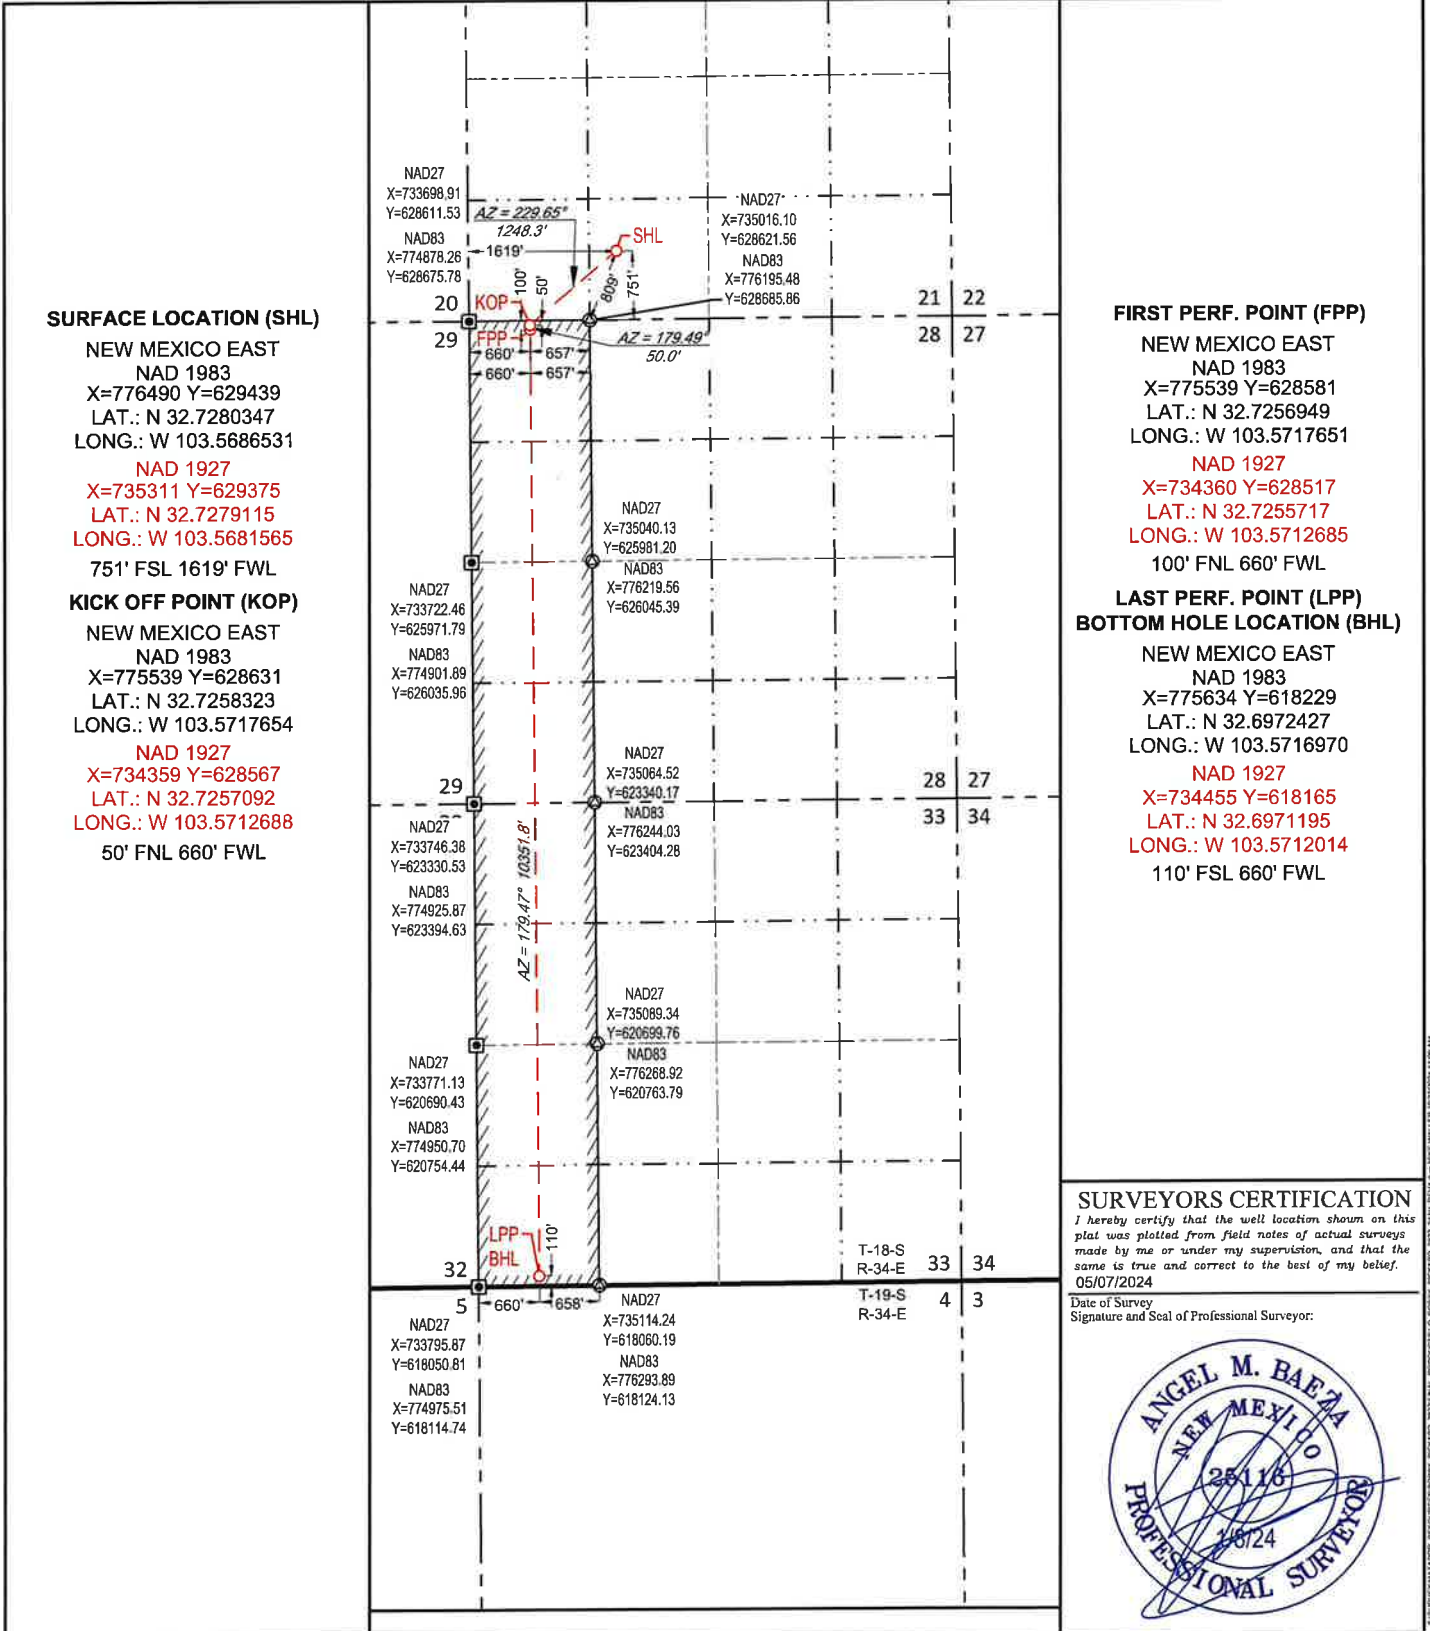 SURFACE LOCATION (SHL)
NEW MEXICO EAST
NAD 1983
X=776490 Y=629439
LAT.: N 32.7280347
LONG.: W 103.5686531
NAD 1927
X=735311 Y=629375
LAT.: N 32.7279115
LONG.: W 103.5681565
751' FSL 1619' FWL
KICK OFF POINT (KOP)
NEW MEXICO EAST
NAD 1983
X=775539 Y=628631
LAT.: N 32.7258323
LONG.: W 103.5717654
NAD 1927
X=734359 Y=628567
LAT.: N 32.7257092
LONG.: W 103.5712688
50' FNL 660' FWL
NAD27
X=733698.91
Y=628611.53
NAD83
X=774878.26
Y=628675.78
AZ = 229.65°
1248.3'
1619'
SHL
100'
50'
809'
751'
NAD27
X=735016.10
Y=628621.56
NAD83
X=776195.48
Y=628685.86
20
KOP
21 22
29
FPP
AZ = 179.49°
50.0'
28 27
660' 657'
660' 657'
NAD27
X=735040.13
Y=625981.20
NAD83
X=776219.56
Y=626045.39
NAD27
X=733722.46
Y=625971.79
NAD83
X=774901.89
Y=626035.96
NAD27
X=735064.52
Y=623340.17
NAD83
X=776244.03
Y=623404.28
29
28 27
33 34
NAD27
X=733746.38
Y=623330.53
NAD83
X=774925.87
Y=623394.63
AZ = 179.47° 10351.8'
NAD27
X=735089.34
Y=620699.76
NAD83
X=776268.92
Y=620763.79
NAD27
X=733771.13
Y=620690.43
NAD83
X=774950.70
Y=620754.44
LPP
BHL
110'
32
T-18-S
R-34-E
33 34
5
660' 658'
T-19-S
R-34-E
4 3
NAD27
X=733795.87
Y=618050.81
NAD83
X=774975.51
Y=618114.74
NAD27
X=735114.24
Y=618060.19
NAD83
X=776293.89
Y=618124.13
FIRST PERF. POINT (FPP)
NEW MEXICO EAST
NAD 1983
X=775539 Y=628581
LAT.: N 32.7256949
LONG.: W 103.5717651
NAD 1927
X=734360 Y=628517
LAT.: N 32.7255717
LONG.: W 103.5712685
100' FNL 660' FWL
LAST PERF. POINT (LPP)
BOTTOM HOLE LOCATION (BHL)
NEW MEXICO EAST
NAD 1983
X=775634 Y=618229
LAT.: N 32.6972427
LONG.: W 103.5716970
NAD 1927
X=734455 Y=618165
LAT.: N 32.6971195
LONG.: W 103.5712014
110' FSL 660' FWL
SURVEYORS CERTIFICATION
I hereby certify that the well location shown on this
plat was plotted from field notes of actual surveys
made by me or under my supervision, and that the
same is true and correct to the best of my belief.
05/07/2024
Date of Survey
Signature and Seal of Professional Surveyor:
ANGEL M. BAEZA
NEW MEXICO
25116
PROFESSIONAL SURVEYOR